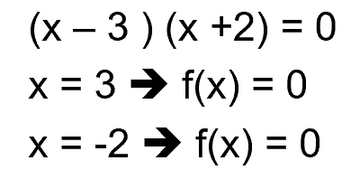 (x – 3 ) (x +2) = 0
x = 3 ➔ f(x) = 0
x = -2 ➔ f(x) = 0